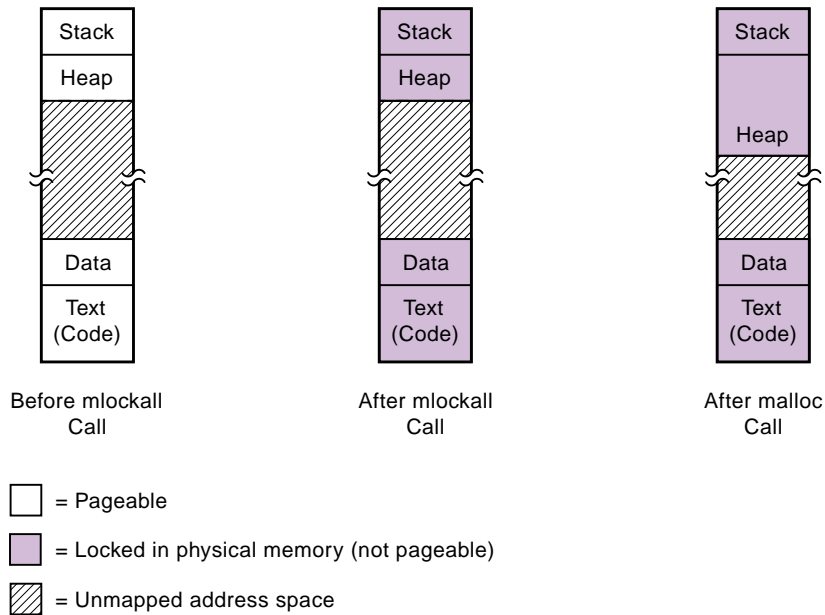 Stack
Heap
Data
Text
(Code)
Before mlockall
Call
Stack
Heap
Data
Text
(Code)
After mlockall
Call
Stack
Heap
Data
Text
(Code)
After malloc
Call
= Pageable
= Locked in physical memory (not pageable)
= Unmapped address space